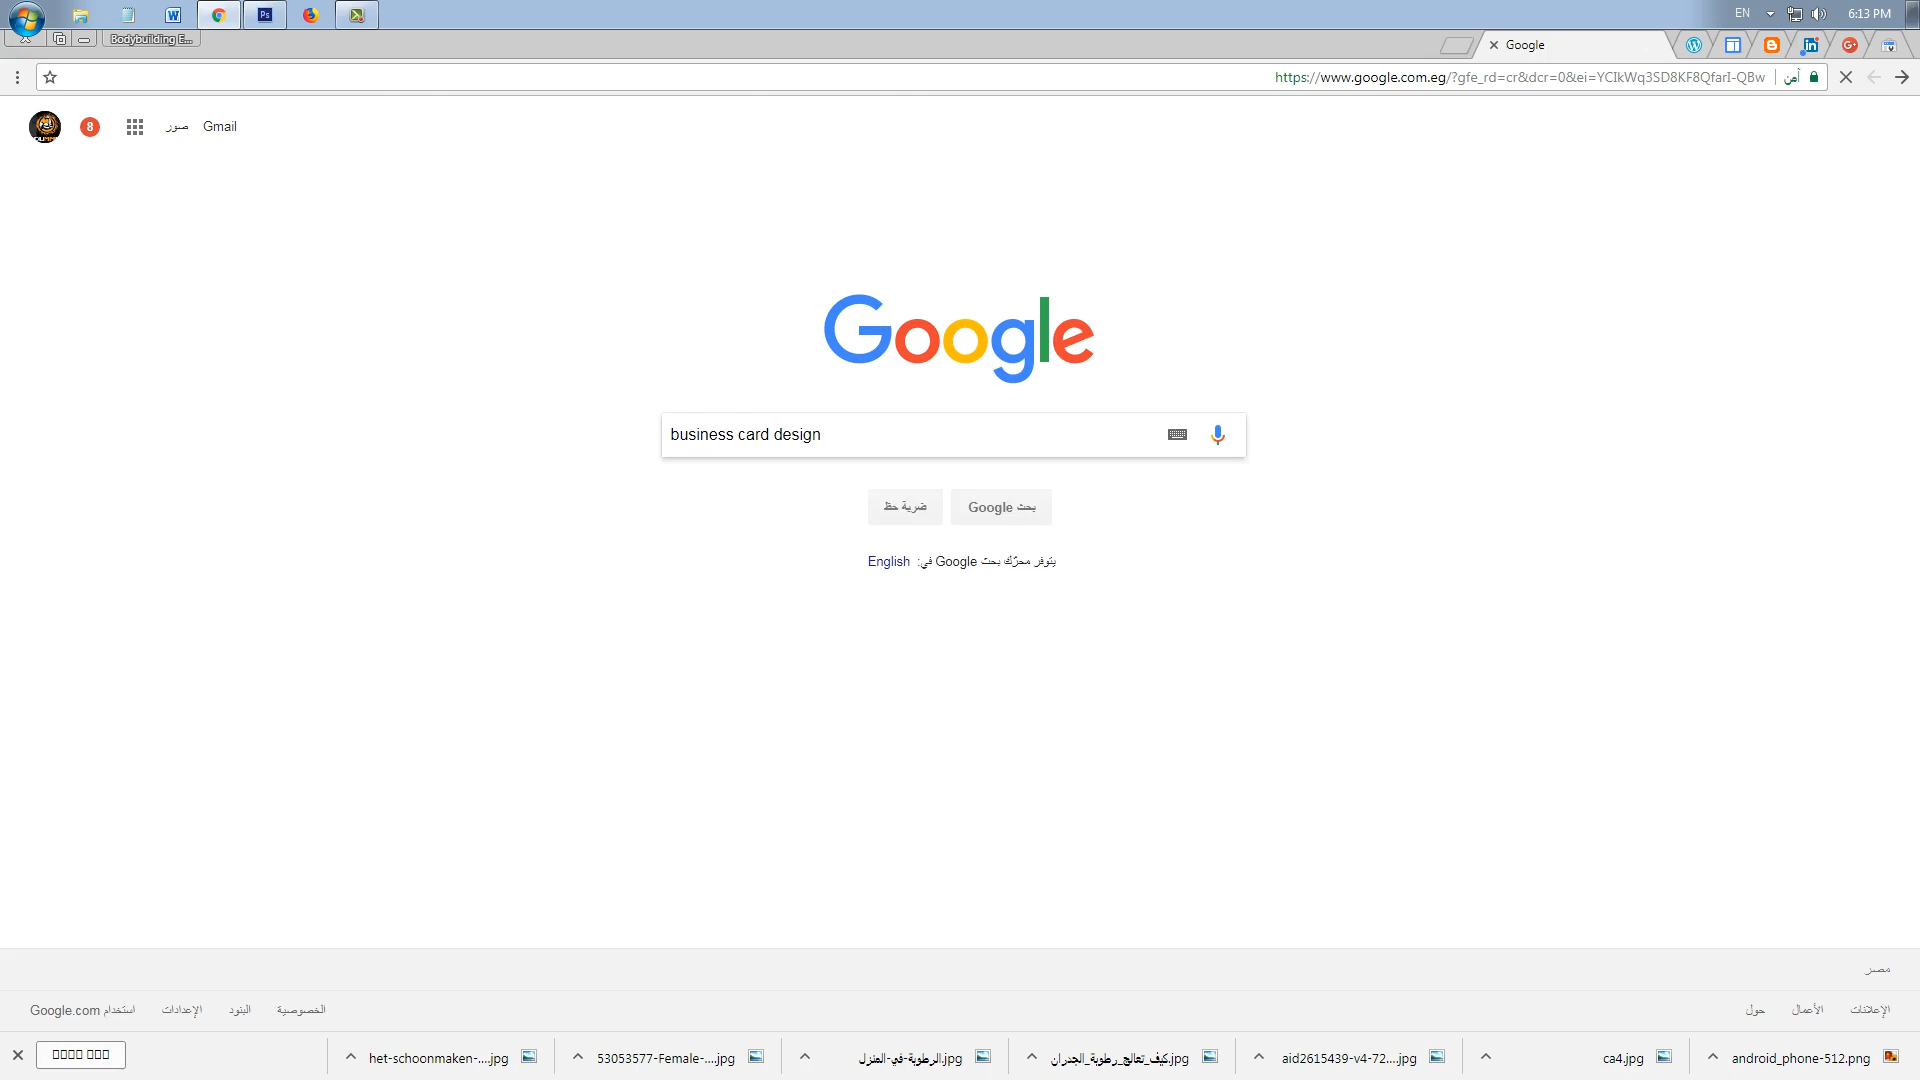 EN
6:13 PM
Bodybuilding E...
Google
https://www.google.com.eg/?gfe_rd=cr&dcr=0&ei=YCIkWq3SD8KF8QfarI-QBw
آمن
8
صور
Gmail
Google
business card design
ضربة حظ
بحث Google
يتوفر محرّك بحث Google في: English
مصر
استخدام Google.com
الإعدادات
البنود
الخصوصية
حول
الأعمال
الإعلانات
het-schoonmaken-....jpg
53053577-Female-....jpg
الرطوبة-في-المنزل.jpg
كيف_تعالج_رطوبة_الجدران.jpg
aid2615439-v4-72....jpg
ca4.jpg
android_phone-512.png